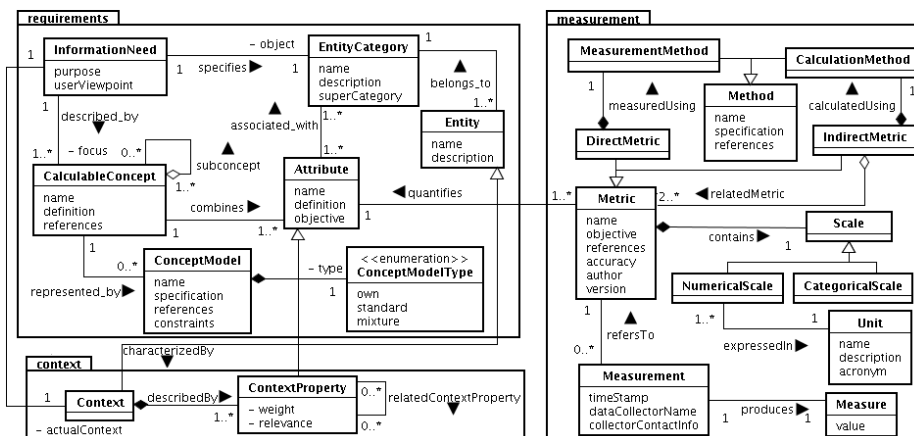 requirements
InformationNeed
purpose
userViewpoint
1
1
1
- object
specifies
1
EntityCategory
name
description
superCategory
1
belongs_to
1..*
Entity
name
description
described_by
1..*
- focus
0..*
subconcept
1..*
associated_with
1..*
1..*
CalculableConcept
name
definition
references
combines
1
1..*
Attribute
name
definition
objective
quantifies
1
1..*
1
0..*
represented_by
ConceptModel
name
specification
references
constraints
- type
1
<<enumeration>>
ConceptModelType
own
standard
mixture
context
characterizedBy
1
Context
- actualContext
describedBy
1..*
ContextProperty
- weight
- relevance
0..*
0..*
relatedContextProperty
measurement
MeasurementMethod
1
measuredUsing
DirectMetric
Method
name
specification
references
CalculationMethod
1
calculatedUsing
IndirectMetric
2..*
relatedMetric
Metric
name
objective
references
accuracy
author
version
contains
1
Scale
NumericalScale
CategoricalScale
1..*
1
expressedIn
Unit
name
description
acronym
1
refersTo
0..*
Measurement
timeStamp
dataCollectorName
collectorContactInfo
1
produces
1
Measure
value